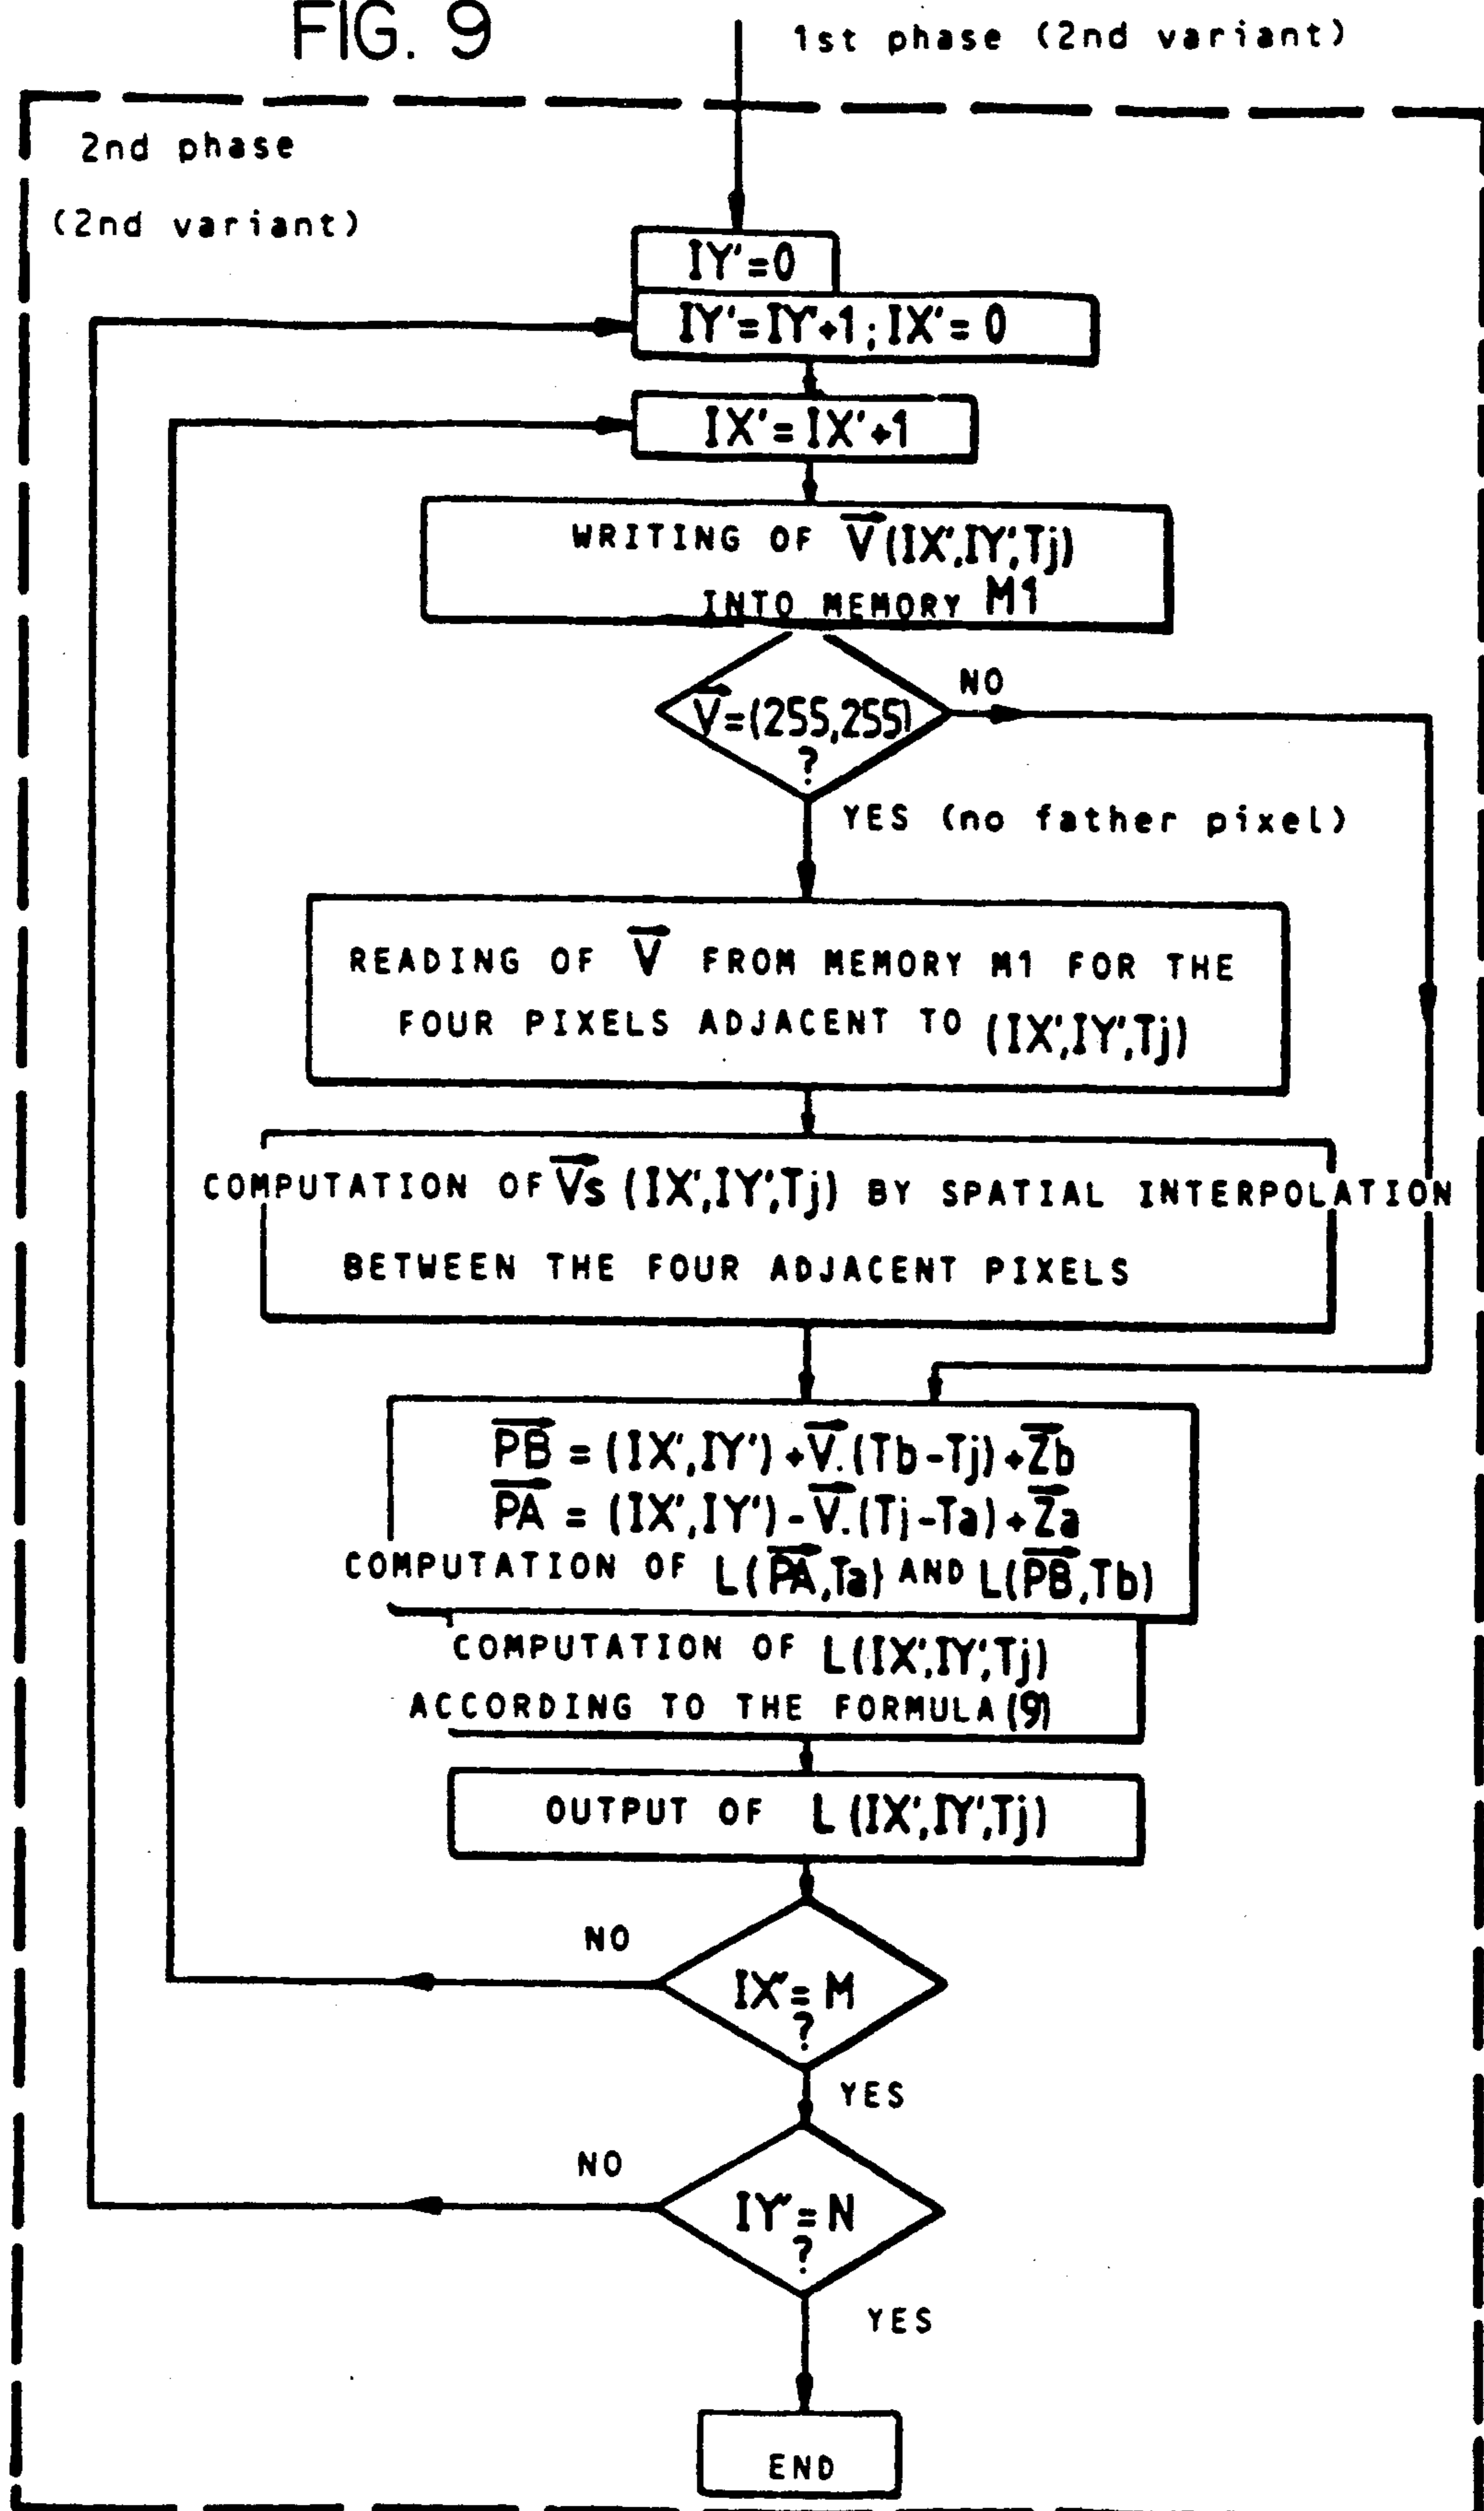 FIG. 9
1st phase (2nd variant)
2nd phase
(2nd variant)
IY'=0
IY'=IY'+1;IX'=0
IX'=IX'+1
WRITING OF V(IX',IY',Tj)
INTO MEMORY M1
NO
V=(255,255)
?
YES (no father pixel)
READING OF V FROM MEMORY M1 FOR THE
FOUR PIXELS ADJACENT TO (IX',IY',Tj)
COMPUTATION OF Vs (IX',IY',Tj) BY SPATIAL INTERPOLATION
BETWEEN THE FOUR ADJACENT PIXELS
PB = (IX',IY')+V.(Tb-Tj)+Zb
PA = (IX',IY')-V.(Tj-Ta)+Za
COMPUTATION OF L(PA,Ta) AND L(PB,Tb)
COMPUTATION OF L(IX',IY',Tj)
ACCORDING TO THE FORMULA (9)
OUTPUT OF L(IX',IY',Tj)
NO
IX'=M
?
YES
NO
IY'=N
?
YES
END